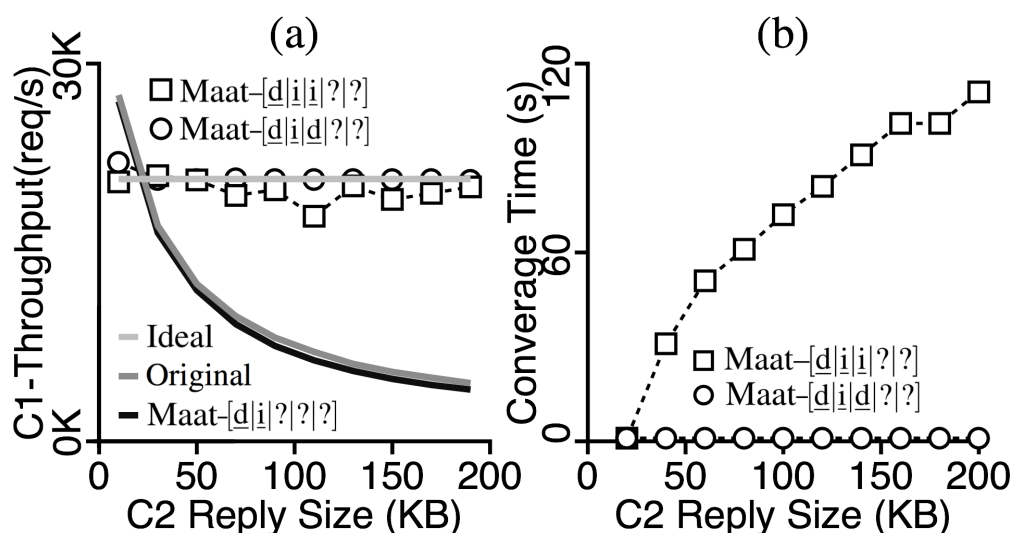 (a)
C1-Throughput(req/s)
30K
0K
Maat–[d|i|i|?|?]
Maat–[d|i|d|?|?]
Ideal
Original
Maat-[d|i|?|?|?]
0 50 100 150 200
C2 Reply Size (KB)
(b)
Converage Time (s)
120
60
0
Maat–[d|i|i|?|?]
Maat–[d|i|d|?|?]
0 50 100 150 200
C2 Reply Size (KB)